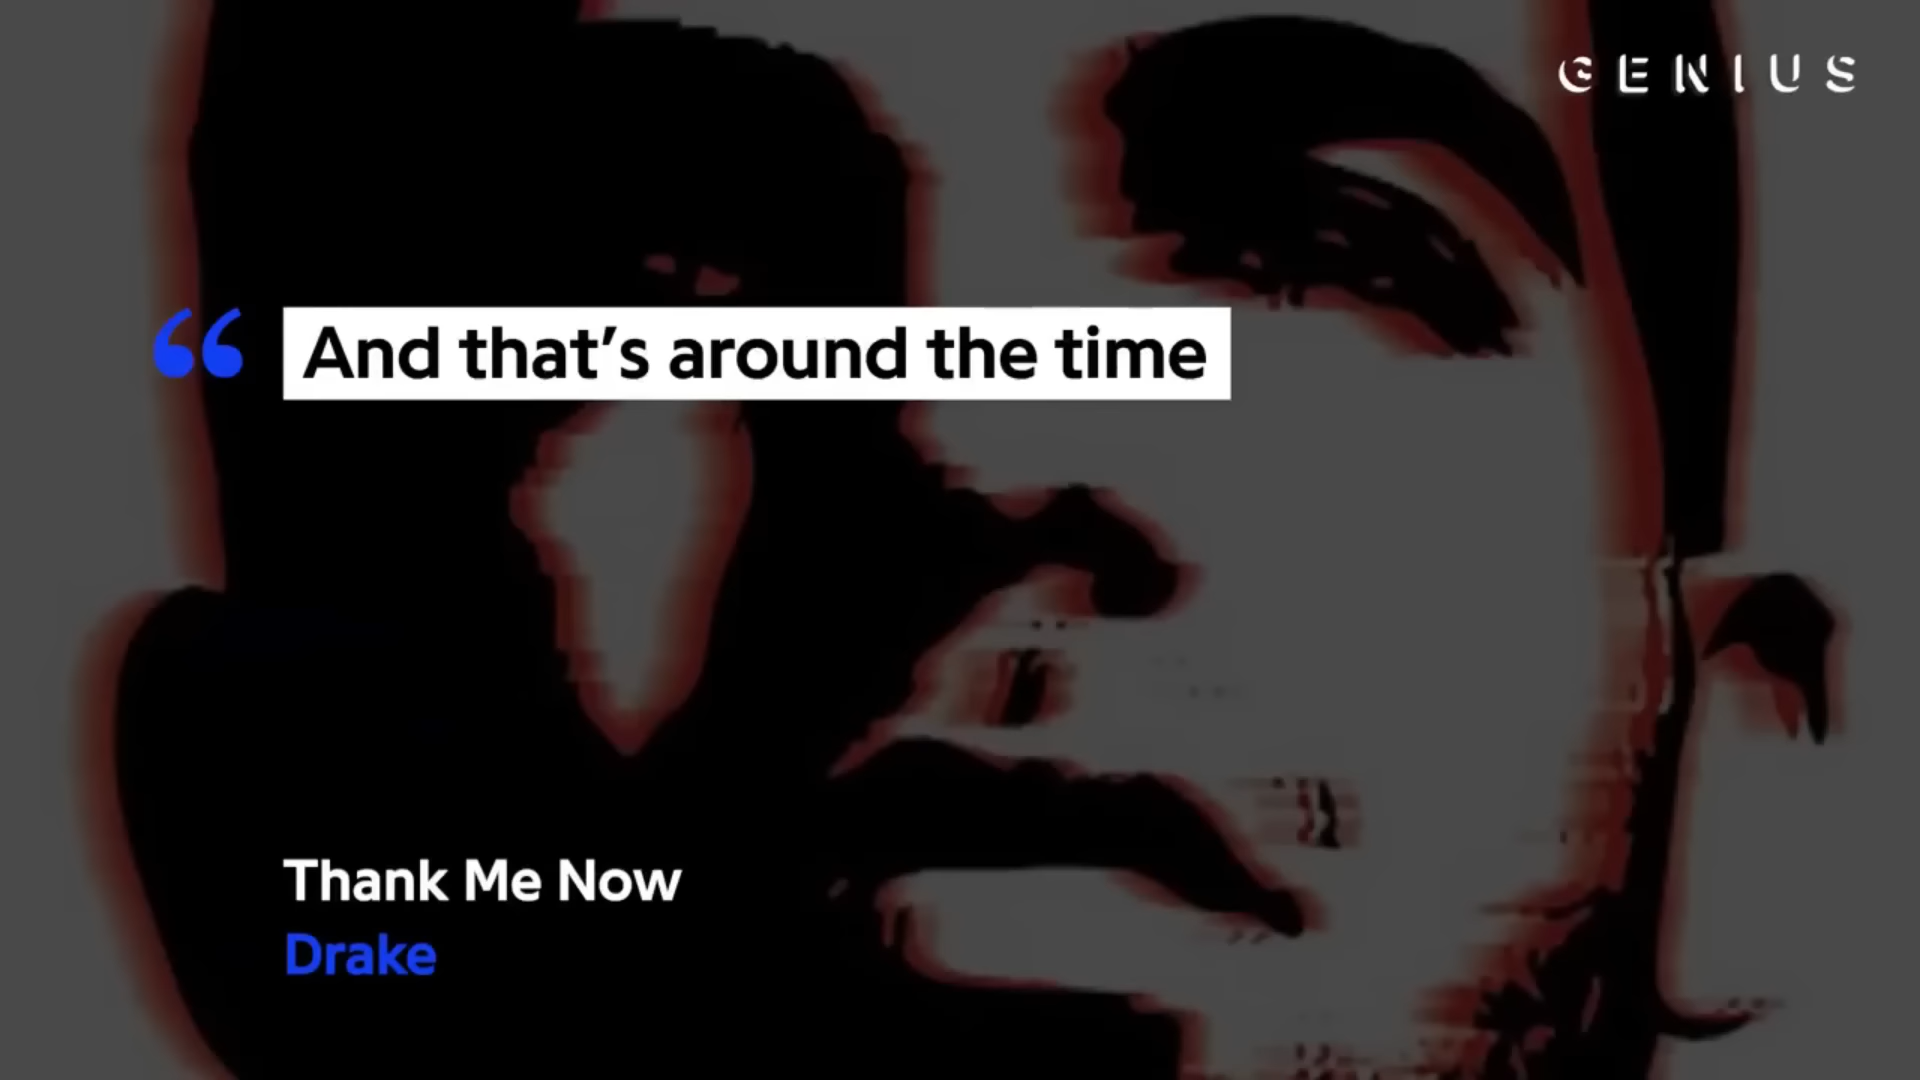 GENIUS
“ And that’s around the time
Thank Me Now
Drake